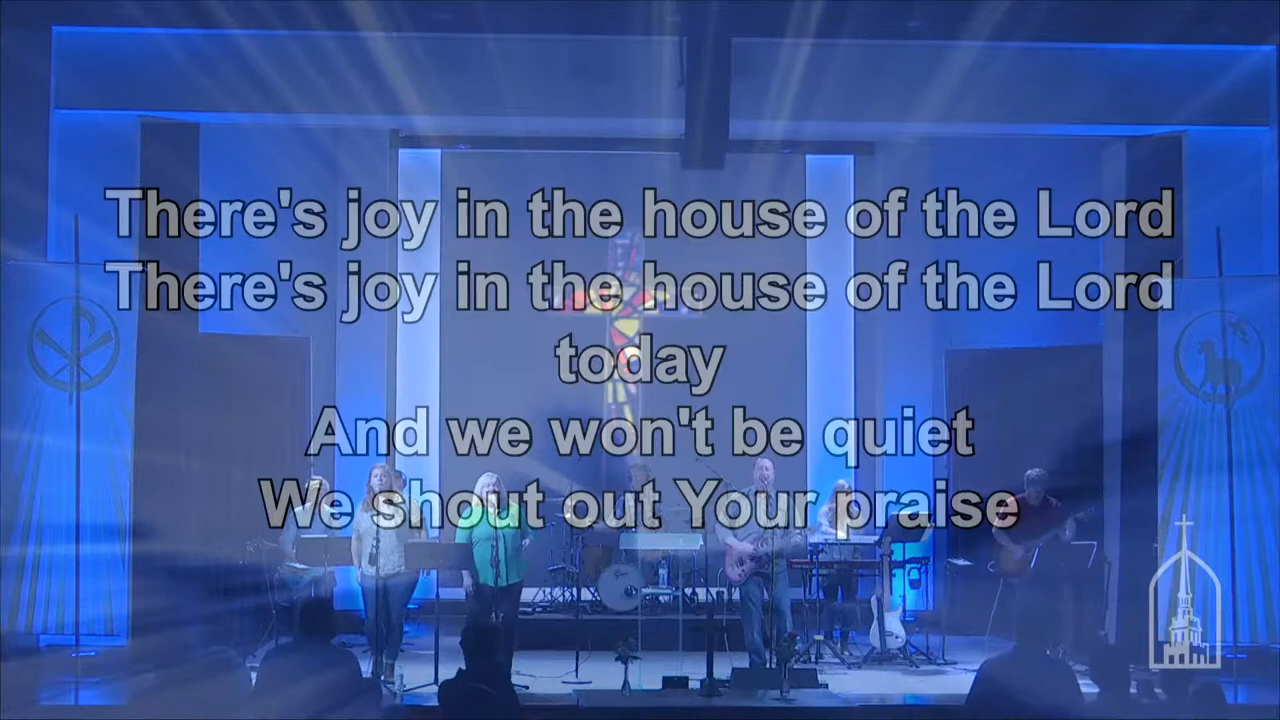 There's joy in the house of the Lord
There's joy in the house of the Lord
today
And we won't be quiet
We shout out Your praise